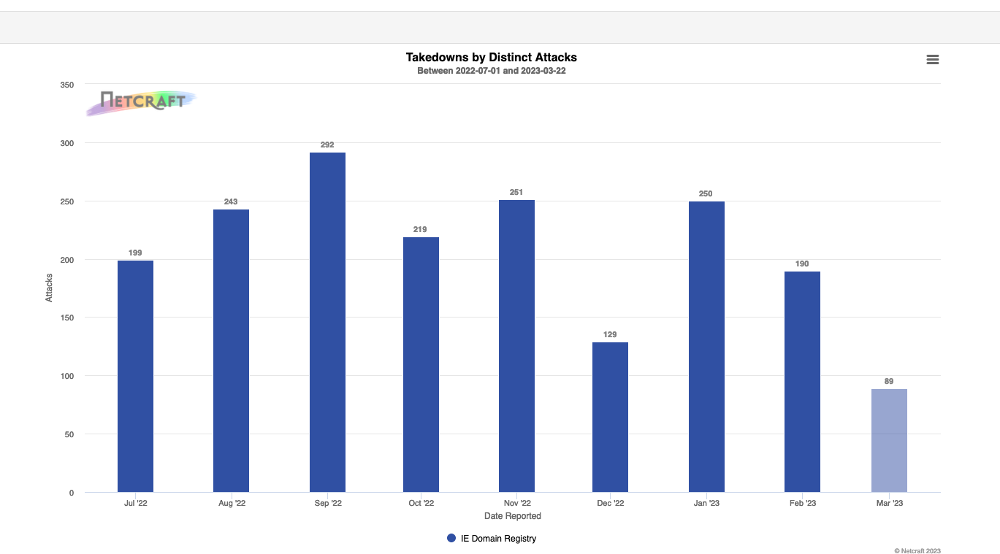 Takedowns by Distinct Attacks
Between 2022-07-01 and 2023-03-22
NETCRAFT
Attacks
350
300
250
200
150
100
50
0
199
243
292
219
251
129
250
190
89
Jul '22
Aug '22
Sep '22
Oct '22
Nov '22
Dec '22
Jan '23
Feb '23
Mar '23
Date Reported
IE Domain Registry
© Netcraft 2023